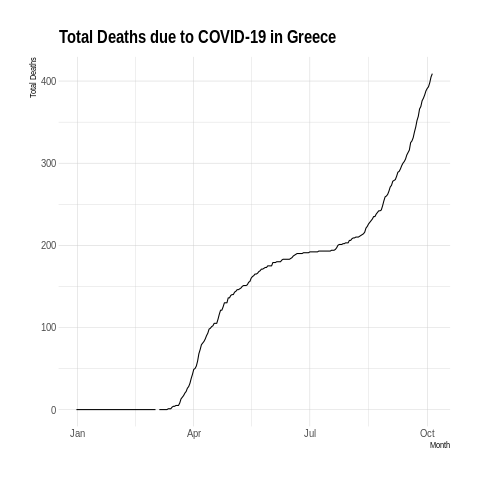 Total Deaths due to COVID-19 in Greece
Total Deaths
400
300
200
100
0
Jan Apr Jul Oct
Month